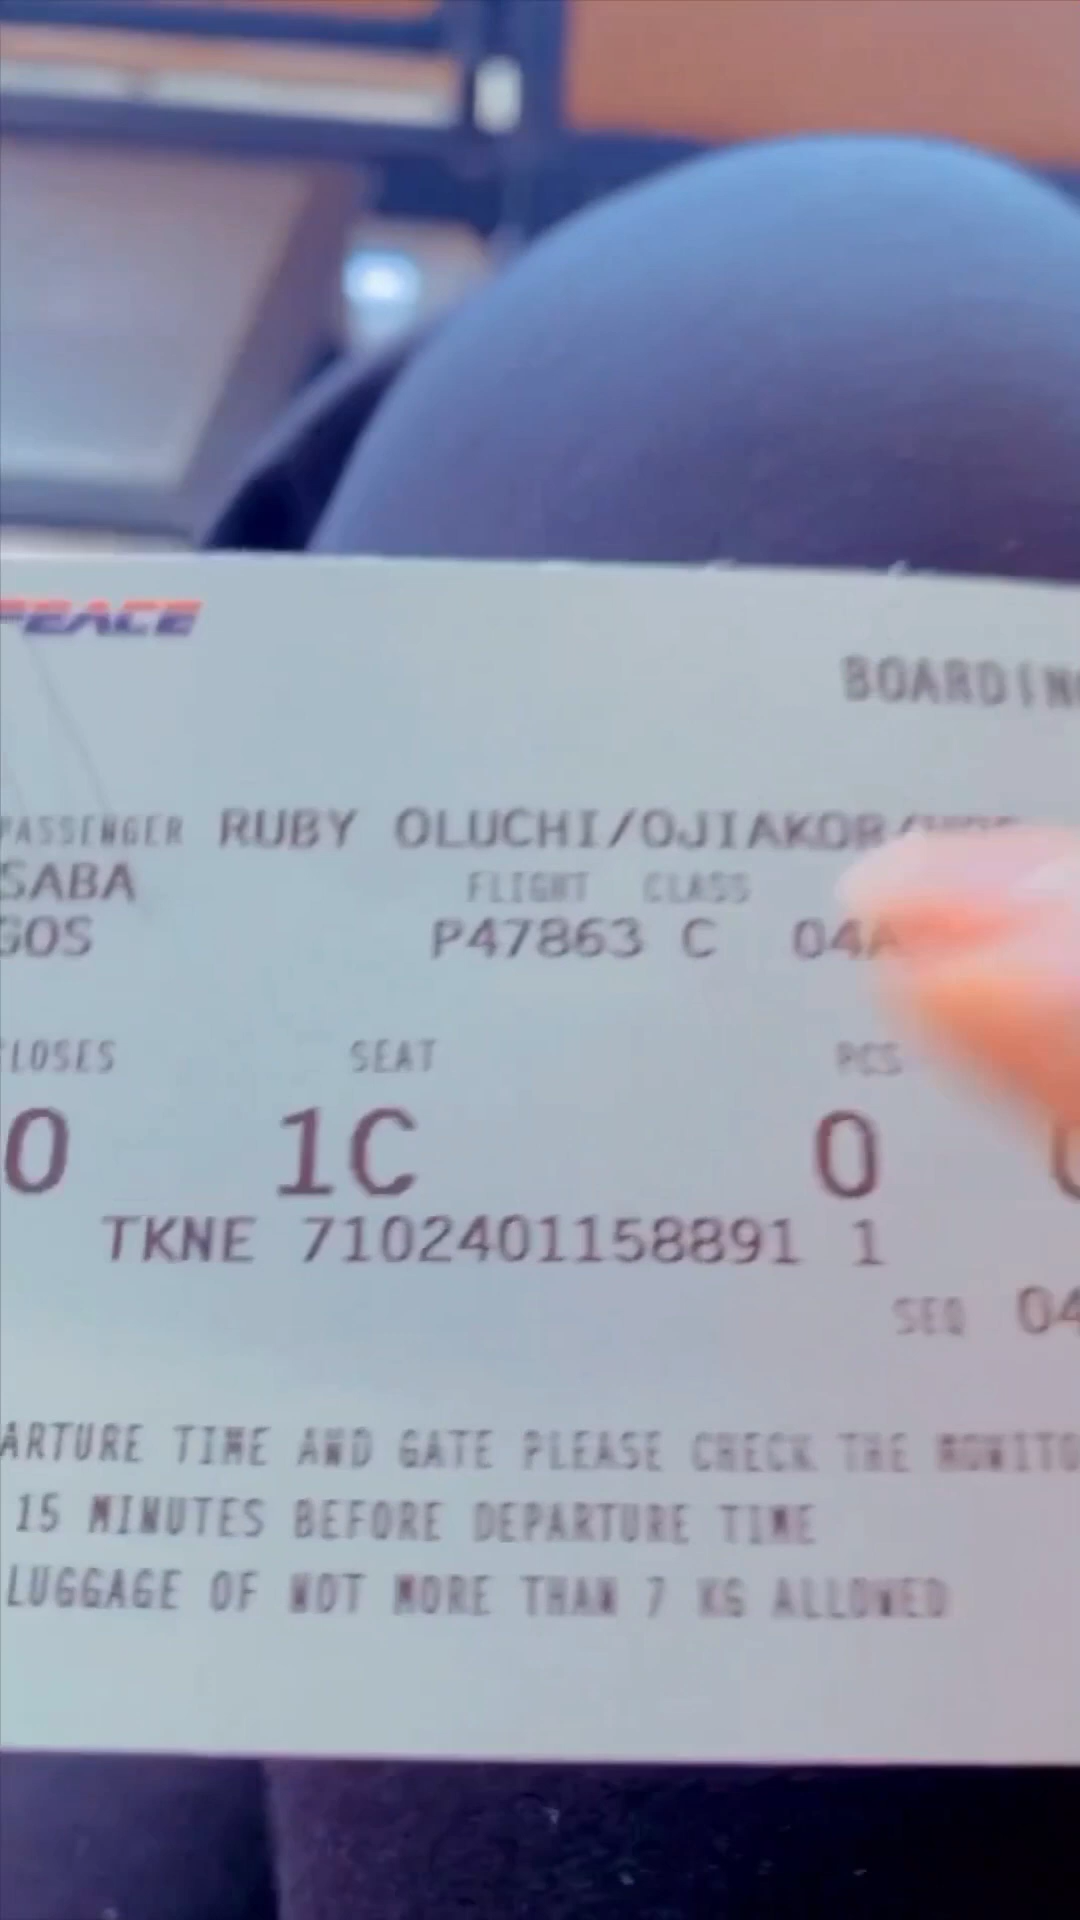 PEACE
BOARDING
PASSENGER RUBY OLUCHI/OJIAKOR/
SABA FLIGHT CLASS
GOS P47863 C 04A
CLOSES SEAT PCS
0 1C 0
TKNE 7102401158891 1
SEQ 04
ARTURE TIME AND GATE PLEASE CHECK THE MONITO
15 MINUTES BEFORE DEPARTURE TIME
LUGGAGE OF NOT MORE THAN 7 KG ALLOWED